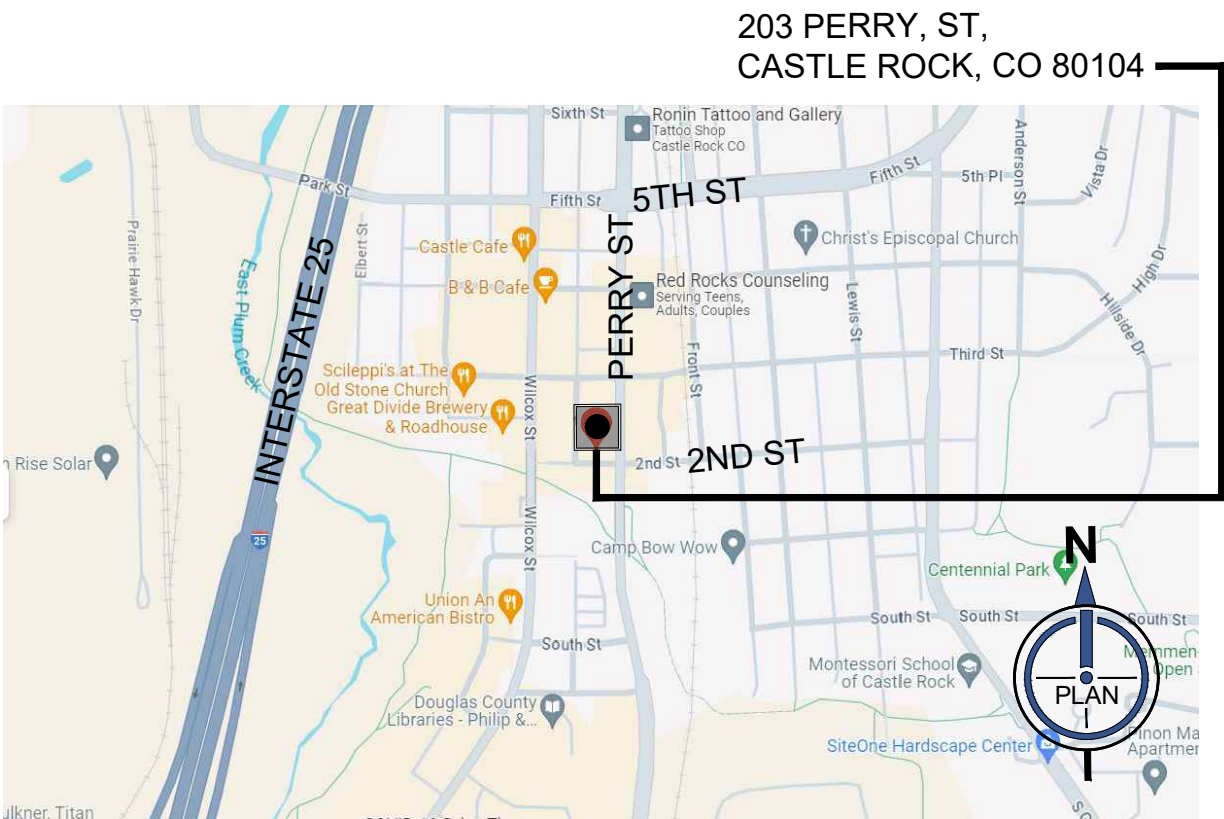 203 PERRY, ST,
CASTLE ROCK, CO 80104
Sixth St
Ronin Tattoo and Gallery
Tattoo Shop
Castle Rock CO
Anderson St
Vista Dr
Park St
Fifth St
5th Pl
Fifth St
5TH ST
Prairie Hawk Dr
Elbert St
PERRY ST
Castle Cafe
Christ's Episcopal Church
East Plum Creek
INTERSTATE 25
B & B Cafe
Red Rocks Counseling
Serving Teens,
Adults, Couples
Lewis St
High Dr
Hillside Dr
Front St
Third St
Scileppi's at The
Old Stone Church
Great Divide Brewery
& Roadhouse
Wilcox St
n Rise Solar
2nd St
2ND ST
Wilcox St
25
Camp Bow Wow
N
Centennial Park
Union An
American Bistro
South St
South St
South St
South St
Montessori School
of Castle Rock
Open
PLAN
Douglas County
Libraries - Philip &...
SiteOne Hardscape Center
Pinon Ma
Apartmen
ulkner, Titan